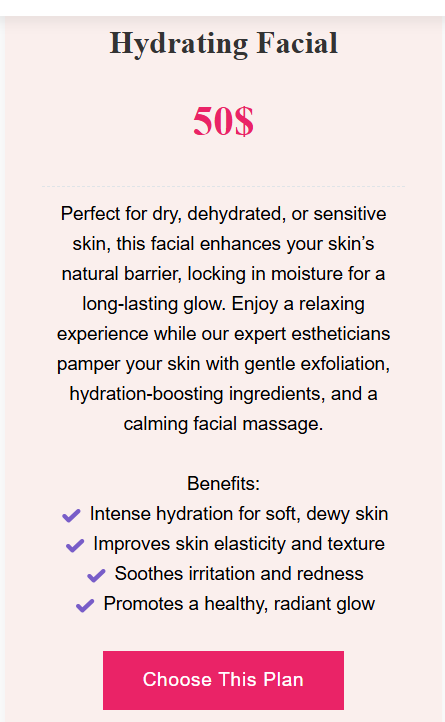 Hydrating Facial
50$
Perfect for dry, dehydrated, or sensitive
skin, this facial enhances your skin’s
natural barrier, locking in moisture for a
long-lasting glow. Enjoy a relaxing
experience while our expert estheticians
pamper your skin with gentle exfoliation,
hydration-boosting ingredients, and a
calming facial massage.
Benefits:
Intense hydration for soft, dewy skin
Improves skin elasticity and texture
Soothes irritation and redness
Promotes a healthy, radiant glow
Choose This Plan